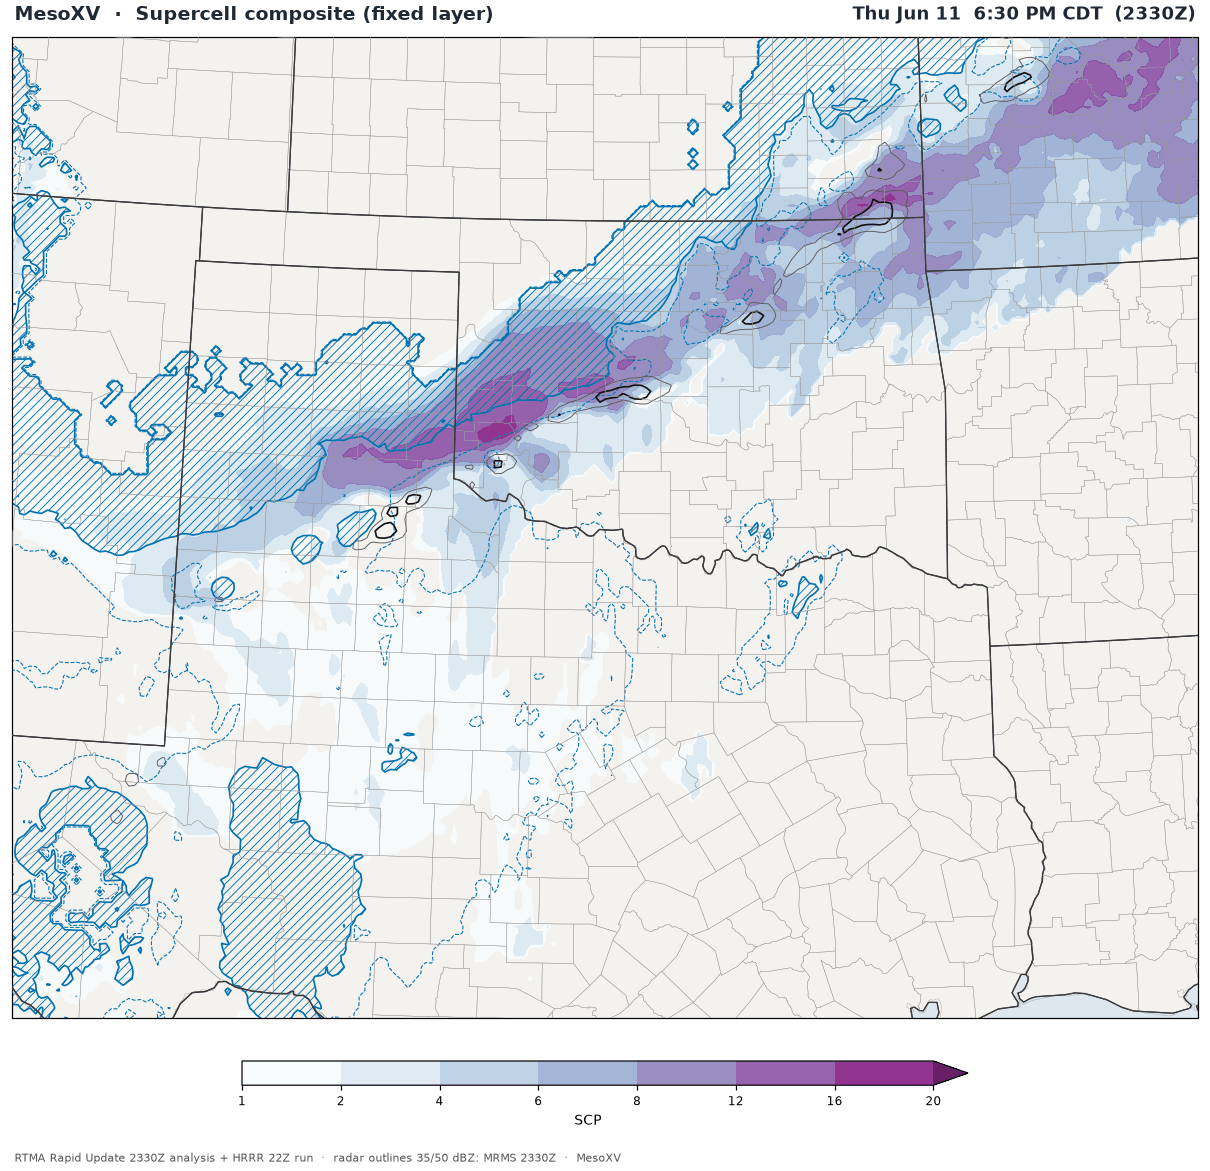 MesoXV · Supercell composite (fixed layer)
Thu Jun 11 6:30 PM CDT (2330Z)
1 2 4 6 8 12 16 20
SCP
RTMA Rapid Update 2330Z analysis + HRRR 22Z run · radar outlines 35/50 dBZ: MRMS 2330Z · MesoXV